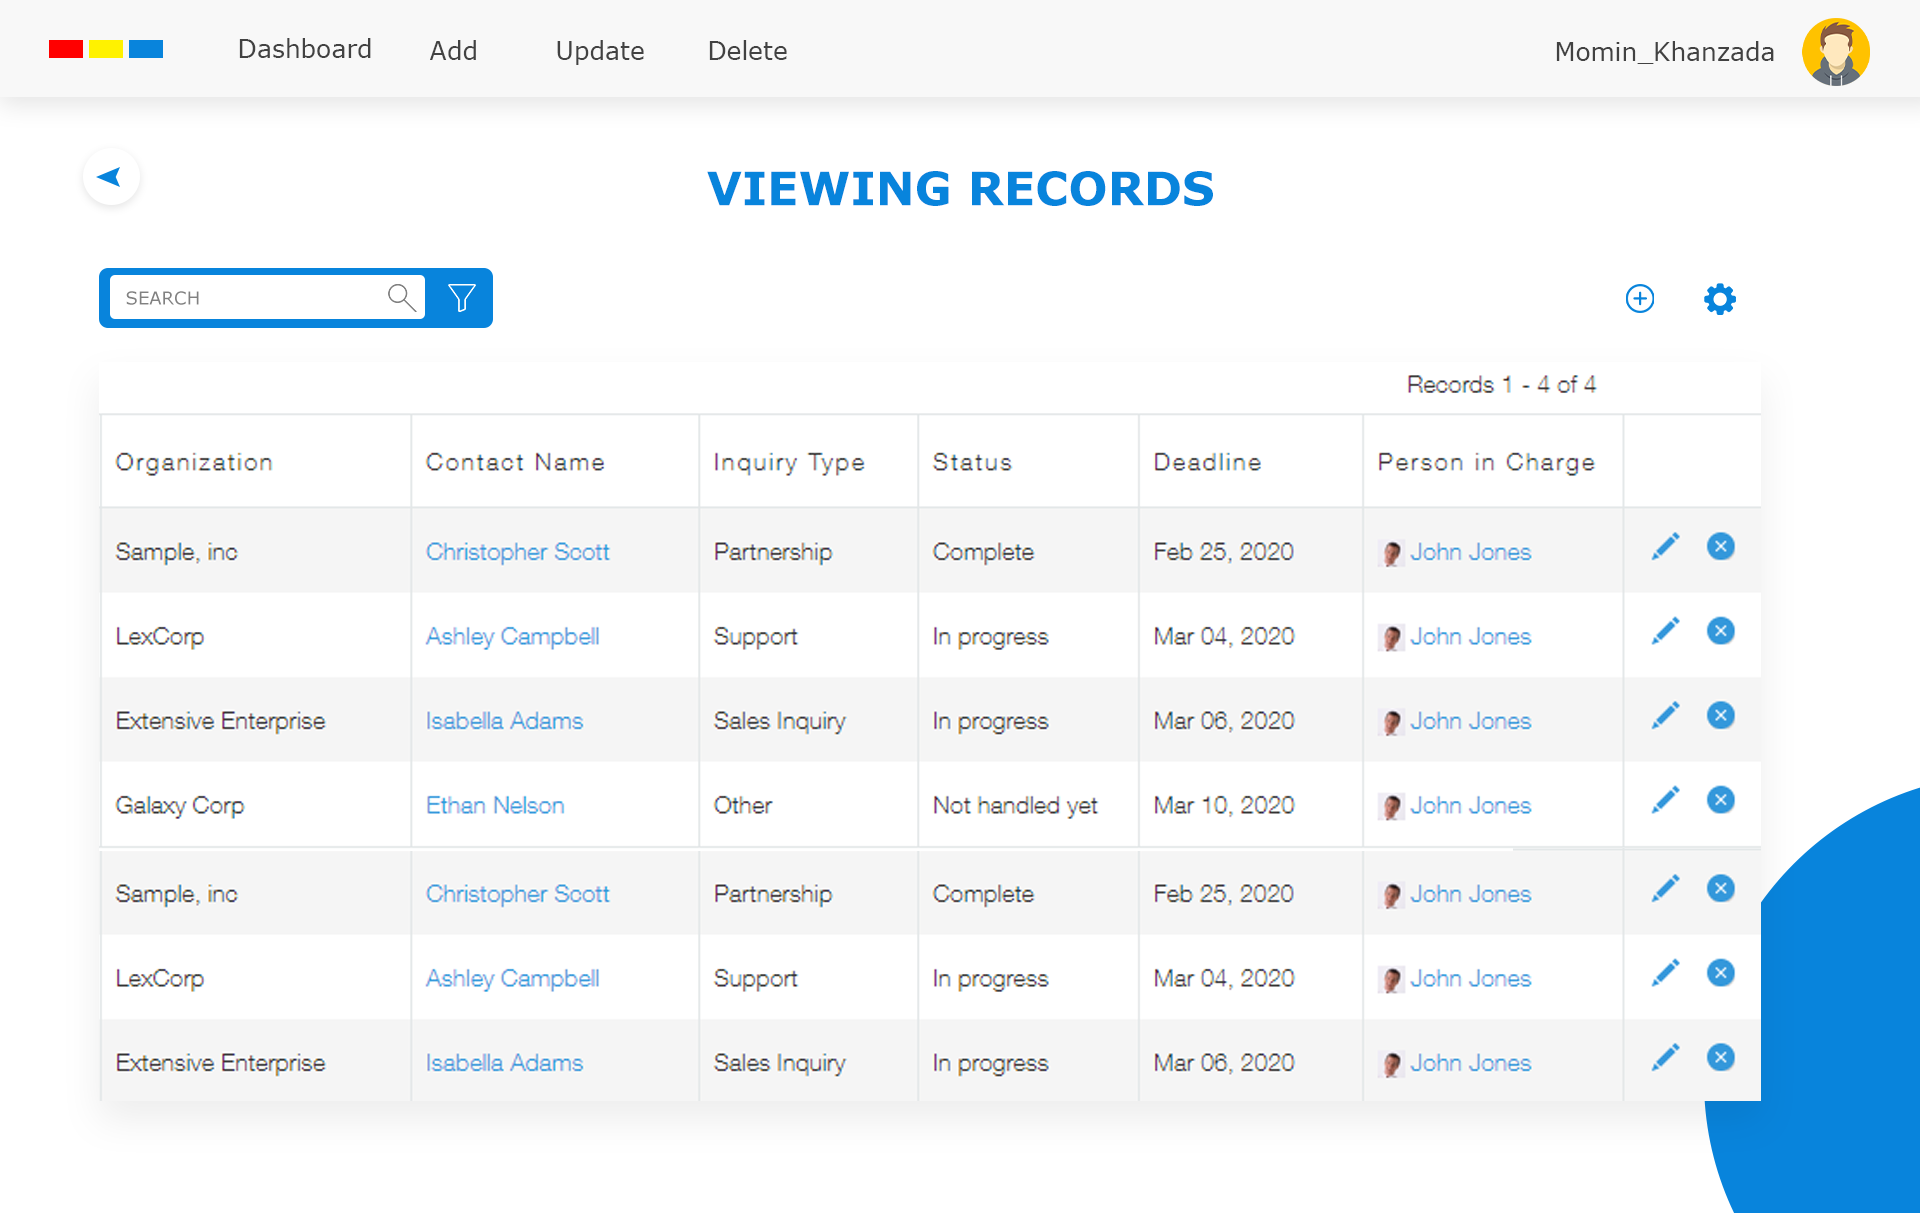 Dashboard Add Update Delete Momin_Khanzada
VIEWING RECORDS
SEARCH
Records 1 - 4 of 4
Organization Contact Name Inquiry Type Status Deadline Person in Charge
Sample, inc Christopher Scott Partnership Complete Feb 25, 2020 John Jones
LexCorp Ashley Campbell Support In progress Mar 04, 2020 John Jones
Extensive Enterprise Isabella Adams Sales Inquiry In progress Mar 06, 2020 John Jones
Galaxy Corp Ethan Nelson Other Not handled yet Mar 10, 2020 John Jones
Sample, inc Christopher Scott Partnership Complete Feb 25, 2020 John Jones
LexCorp Ashley Campbell Support In progress Mar 04, 2020 John Jones
Extensive Enterprise Isabella Adams Sales Inquiry In progress Mar 06, 2020 John Jones